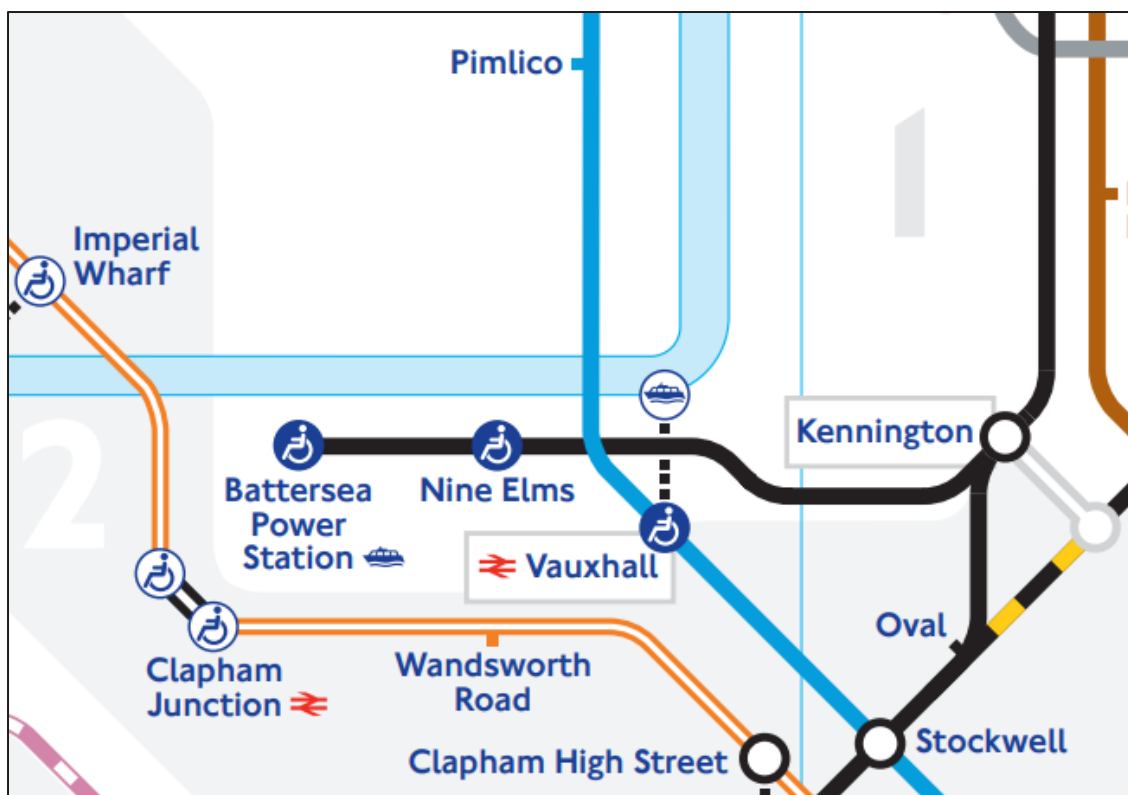 Pimlico
1
Imperial
Wharf
2
Kennington
Battersea
Power
Station
Nine Elms
Vauxhall
Oval
Clapham
Junction
Wandsworth
Road
Stockwell
Clapham High Street